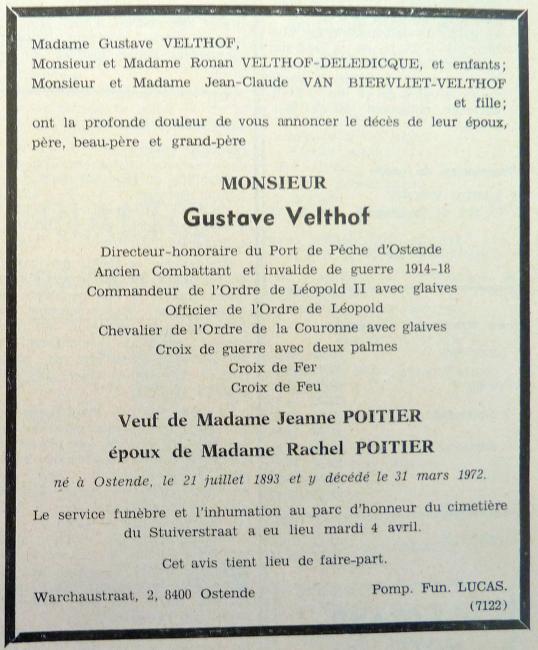 Madame Gustave VELTHOF,
Monsieur et Madame Ronan VELTHOF-DELEDICQUE, et enfants;
Monsieur et Madame Jean-Claude VAN BIERVLIET-VELTHOF
et fille;
ont la profonde douleur de vous annoncer le décès de leur époux,
père, beau-père et grand-père
MONSIEUR
Gustave Velthof
Directeur-honoraire du Port de Pêche d'Ostende
Ancien Combattant et invalide de guerre 1914-18
Commandeur de l'Ordre de Léopold II avec glaives
Officier de l'Ordre de Léopold
Chevalier de l'Ordre de la Couronne avec glaives
Croix de guerre avec deux palmes
Croix de Fer
Croix de Feu
Veuf de Madame Jeanne POITIER
époux de Madame Rachel POITIER
né à Ostende, le 21 juillet 1893 et y décédé le 31 mars 1972.
Le service funèbre et l'inhumation au parc d'honneur du cimetière
du Stuiverstraat a eu lieu mardi 4 avril.
Cet avis tient lieu de faire-part.
Warchaustraat, 2, 8400 Ostende
Pomp. Fun. LUCAS.
(7122)